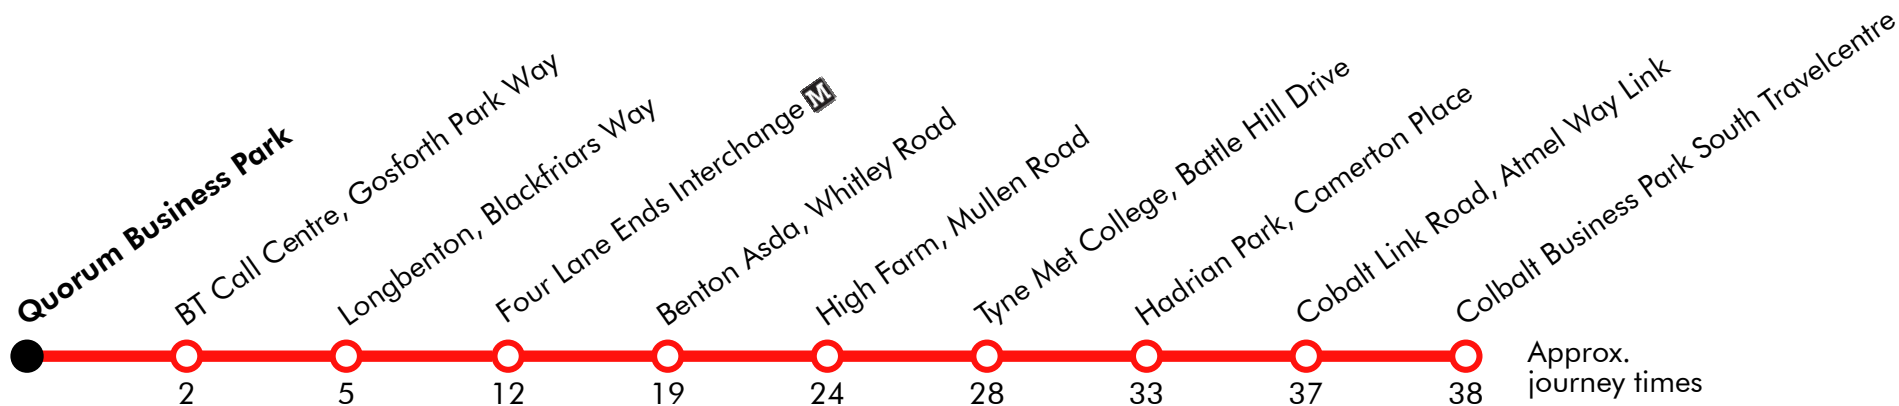 Quorum Business Park
BT Call Centre, Gosforth Park Way
Longbenton, Blackfriars Way
Four Lane Ends Interchange M
Benton Asda, Whitley Road
High Farm, Mullen Road
Tyne Met College, Battle Hill Drive
Hadrian Park, Camerton Place
Cobalt Link Road, Atmel Way Link
Colbalt Business Park South Travelcentre
2 5 12 19 24 28 33 37 38
Approx.
journey times